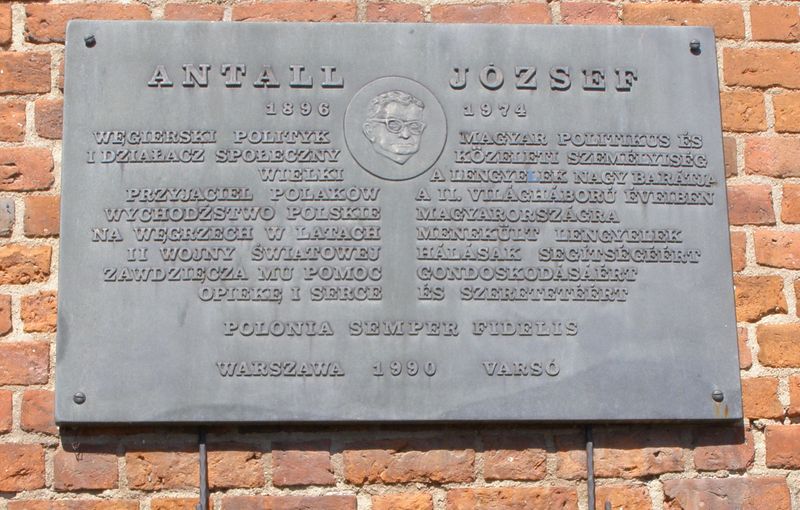 ANTALL JÓZSEF
1896 1974
WĘGIERSKI POLITYK
I DZIAŁACZ SPOŁECZNY
WIELKI
PRZYJACIEL POLAKÓW
WYCHODŹSTWO POLSKIE
NA WĘGRZECH W LATACH
II WOJNY ŚWIATOWEJ
ZAWDZIĘCZA MU POMOC
OPIEKĘ I SERCE
MAGYAR POLITIKUS ÉS
KÖZÉLETI SZEMÉLYISÉG
A LENGYELEK NAGY BARÁTJA
A II. VILÁGHÁBORÚ ÉVEIBEN
MAGYARORSZÁGRA
MENEKÜLT LENGYELEK
HÁLÁSAK SEGÍTSÉGÉÉRT
GONDOSKODÁSÁÉRT
ÉS SZERETETÉÉRT
POLONIA SEMPER FIDELIS
WARSZAWA 1990 VARSÓ